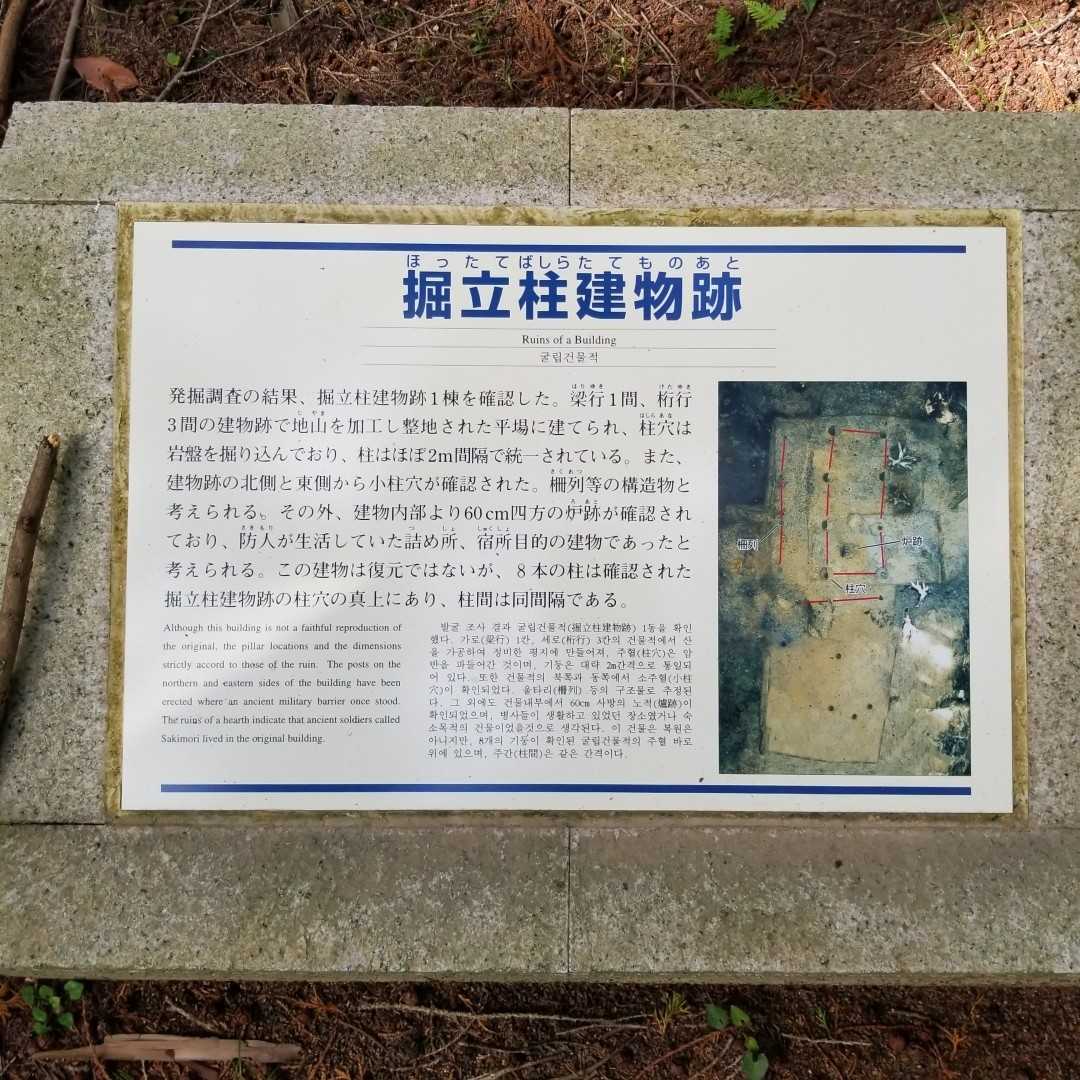 ほったてばしらたてものあと
掘立柱建物跡
Ruins of a Building
굴립건물적
発掘調査の結果、掘立柱建物跡1棟を確認した。梁行1間、桁行
3間の建物跡で地山を加工し整地された平場に建てられ、柱穴は
岩盤を掘り込んでおり、柱はほぼ2m間隔で統一されている。また、
建物跡の北側と東側から小柱穴が確認された。柵列等の構造物と
考えられる。その外、建物内部より60cm四方の炉跡が確認され
ており、防人が生活していた詰め所、宿所目的の建物であったと
考えられる。この建物は復元ではないが、8本の柱は確認された
掘立柱建物跡の柱穴の真上にあり、柱間は同間隔である。
Although this building is not a faithful reproduction of
the original, the pillar locations and the dimensions
strictly accord to those of the ruin. The posts on the
northern and eastern sides of the building have been
erected where an ancient military barrier once stood.
The ruins of a hearth indicate that ancient soldiers called
Sakimori lived in the original building.
발굴 조사 결과 굴립건물적(掘立柱建物跡) 1동을 확인
했다. 가로(梁行) 1칸, 세로(桁行) 3칸의 건물적에서 산
을 가공하여 정비한 평지에 만들어져, 주혈(柱穴)은 암
반을 파들어간 것이며, 기둥은 대략 2m간격으로 통일되
어 있다. 또한 건물적의 북쪽과 동쪽에서 소주혈(小柱
穴)이 확인되었다. 울타리(柵列) 등의 구조물로 추정된
다. 그 외에도 건물내부에서 60cm 사방의 노적(爐跡)이
확인되었으며, 병사들이 생활하고 있었던 장소였거나 숙
소목적의 건물이었을것으로 생각된다. 이 건물은 복원은
아니지만, 8개의 기둥이 확인된 굴립건물적의 주혈 바로
위에 있으며, 주간(柱間)은 같은 간격이다.
柵列
炉跡
柱穴